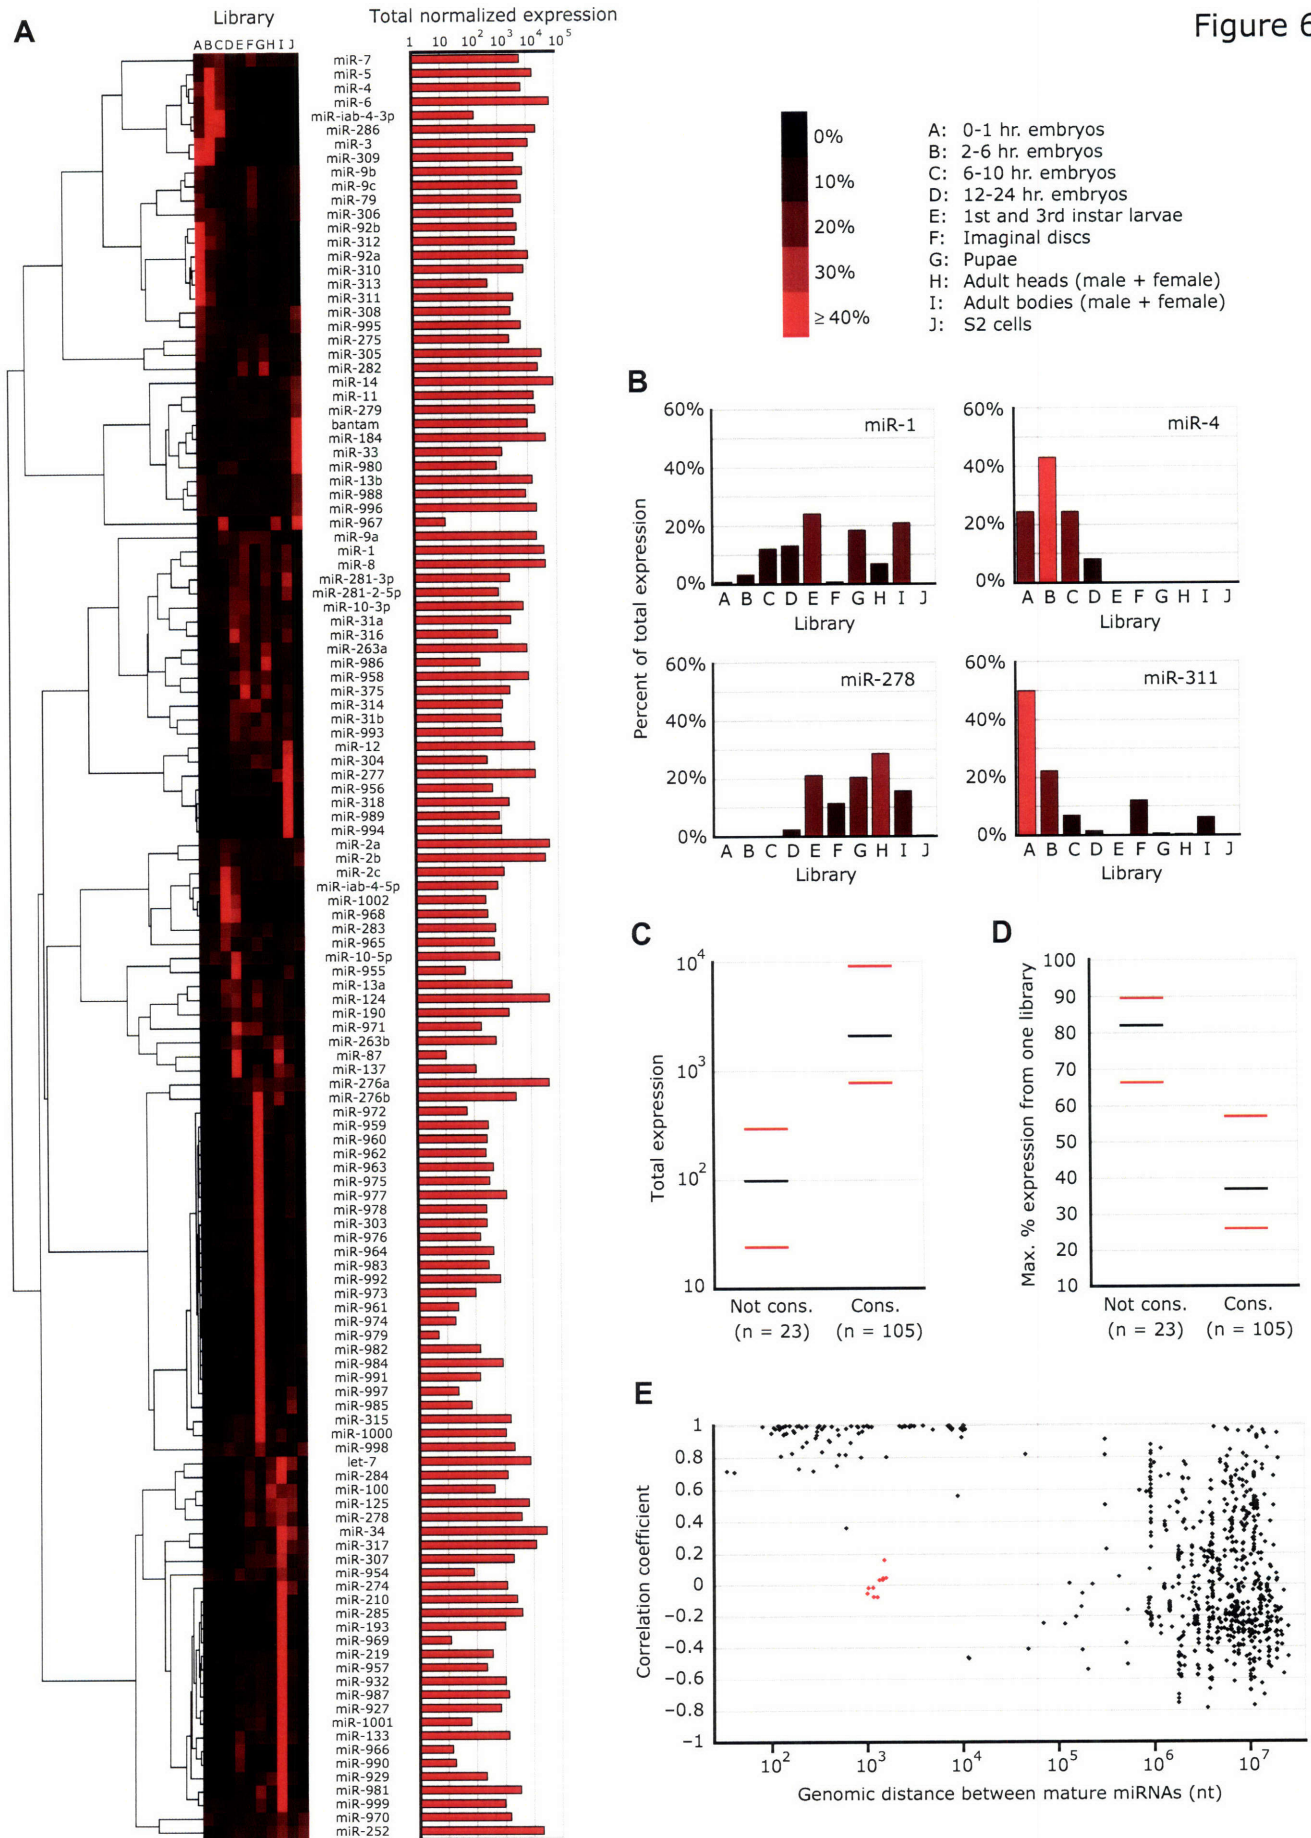 Figure 6
A
Library
A B C D E F G H I J
Total normalized expression
1 10 10² 10³ 10⁴ 10⁵
miR-7
miR-5
miR-4
miR-6
miR-iab-4-3p
miR-286
miR-3
miR-309
miR-9b
miR-9c
miR-79
miR-306
miR-92b
miR-312
miR-92a
miR-310
miR-313
miR-311
miR-308
miR-995
miR-275
miR-305
miR-282
miR-14
miR-11
miR-279
bantam
miR-184
miR-33
miR-980
miR-13b
miR-988
miR-996
miR-967
miR-9a
miR-1
miR-8
miR-281-3p
miR-281-2-5p
miR-10-3p
miR-31a
miR-316
miR-263a
miR-986
miR-958
miR-375
miR-314
miR-31b
miR-993
miR-12
miR-304
miR-277
miR-956
miR-318
miR-989
miR-994
miR-2a
miR-2b
miR-2c
miR-iab-4-5p
miR-1002
miR-968
miR-283
miR-965
miR-10-5p
miR-955
miR-13a
miR-124
miR-190
miR-971
miR-263b
miR-87
miR-137
miR-276a
miR-276b
miR-972
miR-959
miR-960
miR-962
miR-963
miR-975
miR-977
miR-978
miR-303
miR-976
miR-964
miR-983
miR-992
miR-973
miR-961
miR-974
miR-979
miR-982
miR-984
miR-991
miR-997
miR-985
miR-315
miR-1000
miR-998
let-7
miR-284
miR-100
miR-125
miR-278
miR-34
miR-317
miR-307
miR-954
miR-274
miR-210
miR-285
miR-193
miR-969
miR-219
miR-957
miR-932
miR-987
miR-927
miR-1001
miR-133
miR-966
miR-990
miR-929
miR-981
miR-999
miR-970
miR-252
0%
10%
20%
30%
≥ 40%
A: 0-1 hr. embryos
B: 2-6 hr. embryos
C: 6-10 hr. embryos
D: 12-24 hr. embryos
E: 1st and 3rd instar larvae
F: Imaginal discs
G: Pupae
H: Adult heads (male + female)
I: Adult bodies (male + female)
J: S2 cells
B
Percent of total expression
miR-1
60%
40%
20%
0%
A B C D E F G H I J
Library
miR-4
60%
40%
20%
0%
A B C D E F G H I J
Library
miR-278
60%
40%
20%
0%
A B C D E F G H I J
Library
miR-311
60%
40%
20%
0%
A B C D E F G H I J
Library
C
Total expression
10⁴
10³
10²
10
Not cons. Cons.
(n = 23) (n = 105)
D
Max. % expression from one library
100
90
80
70
60
50
40
30
20
10
Not cons. Cons.
(n = 23) (n = 105)
E
Correlation coefficient
1
0.8
0.6
0.4
0.2
0
−0.2
−0.4
−0.6
−0.8
−1
10² 10³ 10⁴ 10⁵ 10⁶ 10⁷
Genomic distance between mature miRNAs (nt)